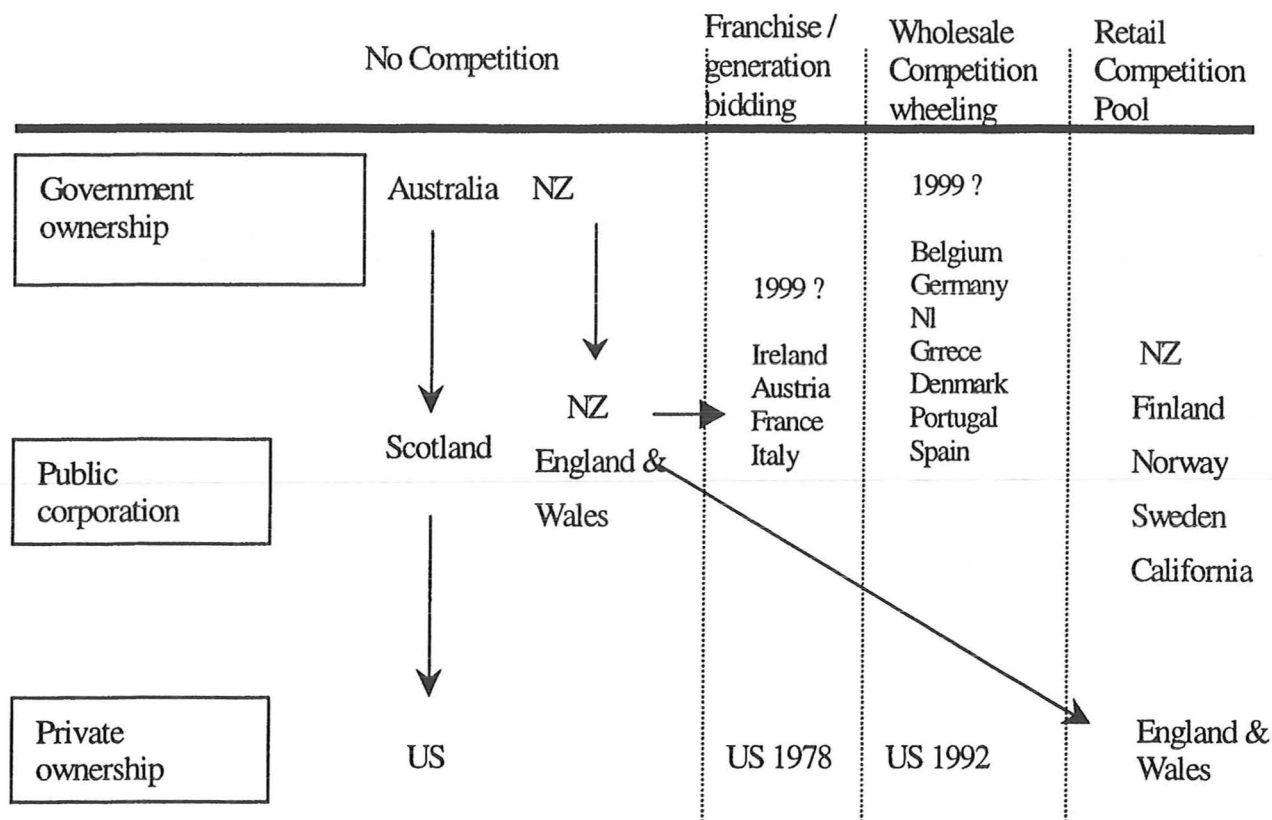 No Competition
Franchise /
generation
bidding
Wholesale
Competition
wheeling
Retail
Competition
Pool
Government
ownership
Australia NZ
1999 ?
Ireland
Austria
France
Italy
1999 ?
Belgium
Germany
Nl
Grrece
Denmark
Portugal
Spain
NZ
Finland
Norway
Sweden
California
Public
corporation
Scotland
NZ
England &
Wales
Private
ownership
US
US 1978
US 1992
England &
Wales